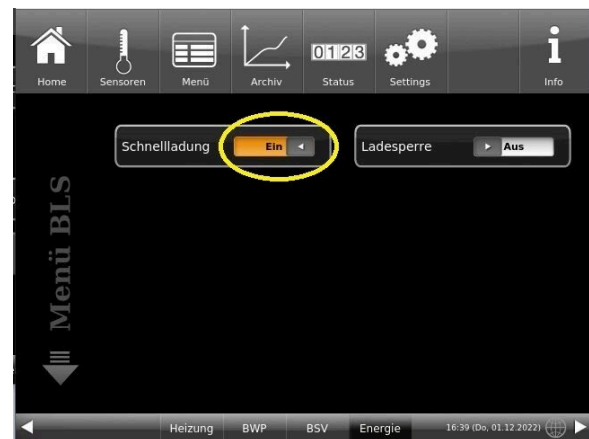 Home Sensoren Menü Archiv 0123 Status Settings i Info
Schnellladung Ein Ladesperre Aus
Menü BLS
Heizung BWP BSV Energie 16:39 (Do, 01.12.2022)